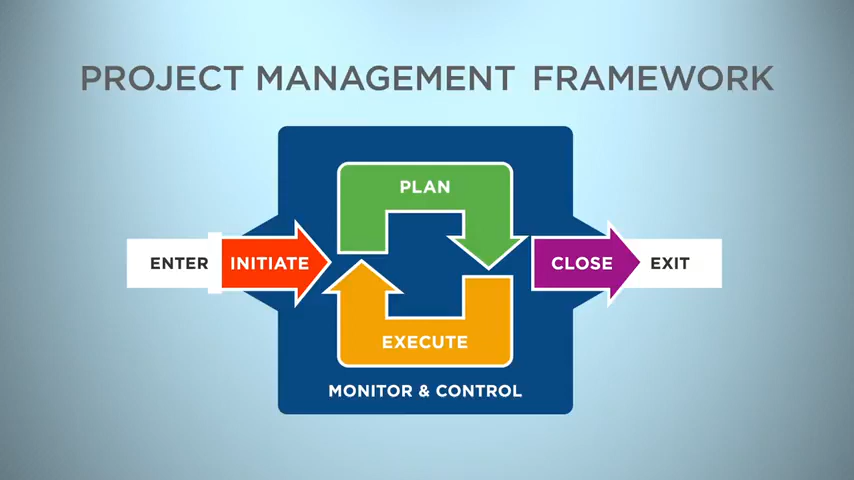 PROJECT MANAGEMENT FRAMEWORK
PLAN
ENTER
INITIATE
CLOSE
EXIT
EXECUTE
MONITOR & CONTROL